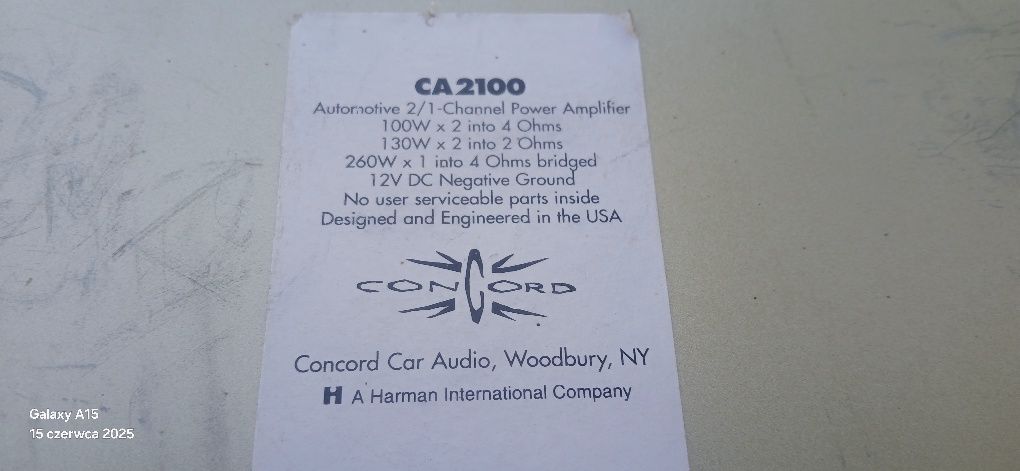 CA2100
Automotive 2/1-Channel Power Amplifier
100W x 2 into 4 Ohms
130W x 2 into 2 Ohms
260W x 1 into 4 Ohms bridged
12V DC Negative Ground
No user serviceable parts inside
Designed and Engineered in the USA
CONCORD
Concord Car Audio, Woodbury, NY
H A Harman International Company
Galaxy A15
15 czerwca 2025